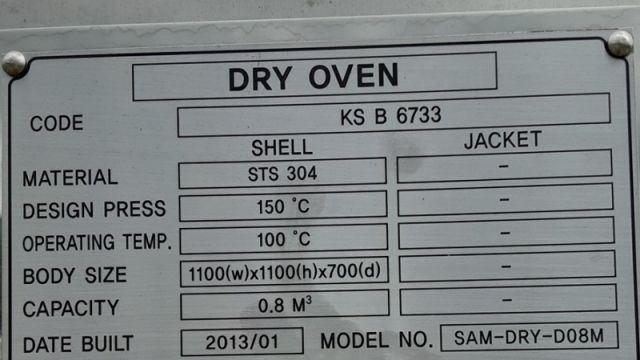 DRY OVEN
CODE KS B 6733
SHELL JACKET
MATERIAL STS 304 -
DESIGN PRESS 150 °C -
OPERATING TEMP. 100 °C -
BODY SIZE 1100(w)x1100(h)x700(d) -
CAPACITY 0.8 M³ -
DATE BUILT 2013/01 MODEL NO. SAM-DRY-D08M